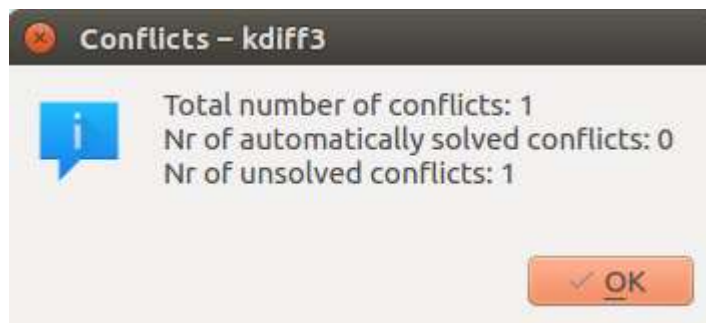 Conflicts – kdiff3
Total number of conflicts: 1
Nr of automatically solved conflicts: 0
Nr of unsolved conflicts: 1
OK